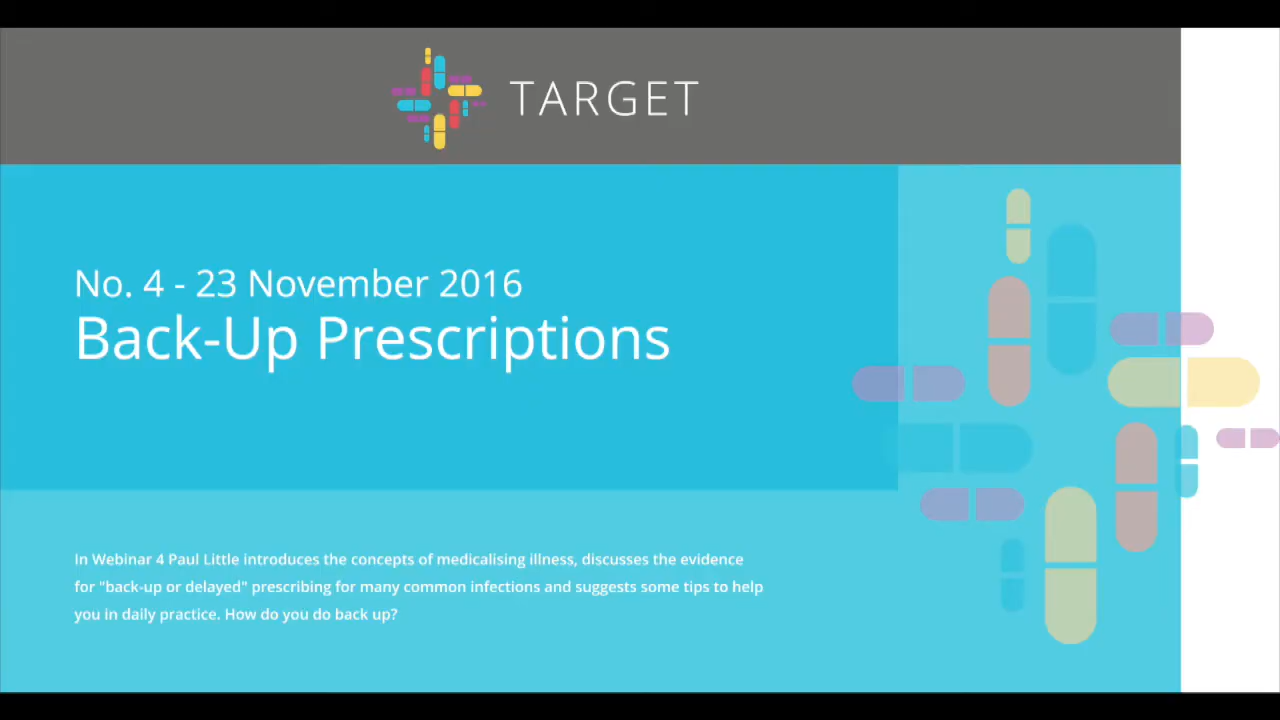 TARGET
No. 4 - 23 November 2016
Back-Up Prescriptions
In Webinar 4 Paul Little introduces the concepts of medicalising illness, discusses the evidence
for "back-up or delayed" prescribing for many common infections and suggests some tips to help
you in daily practice. How do you do back up?